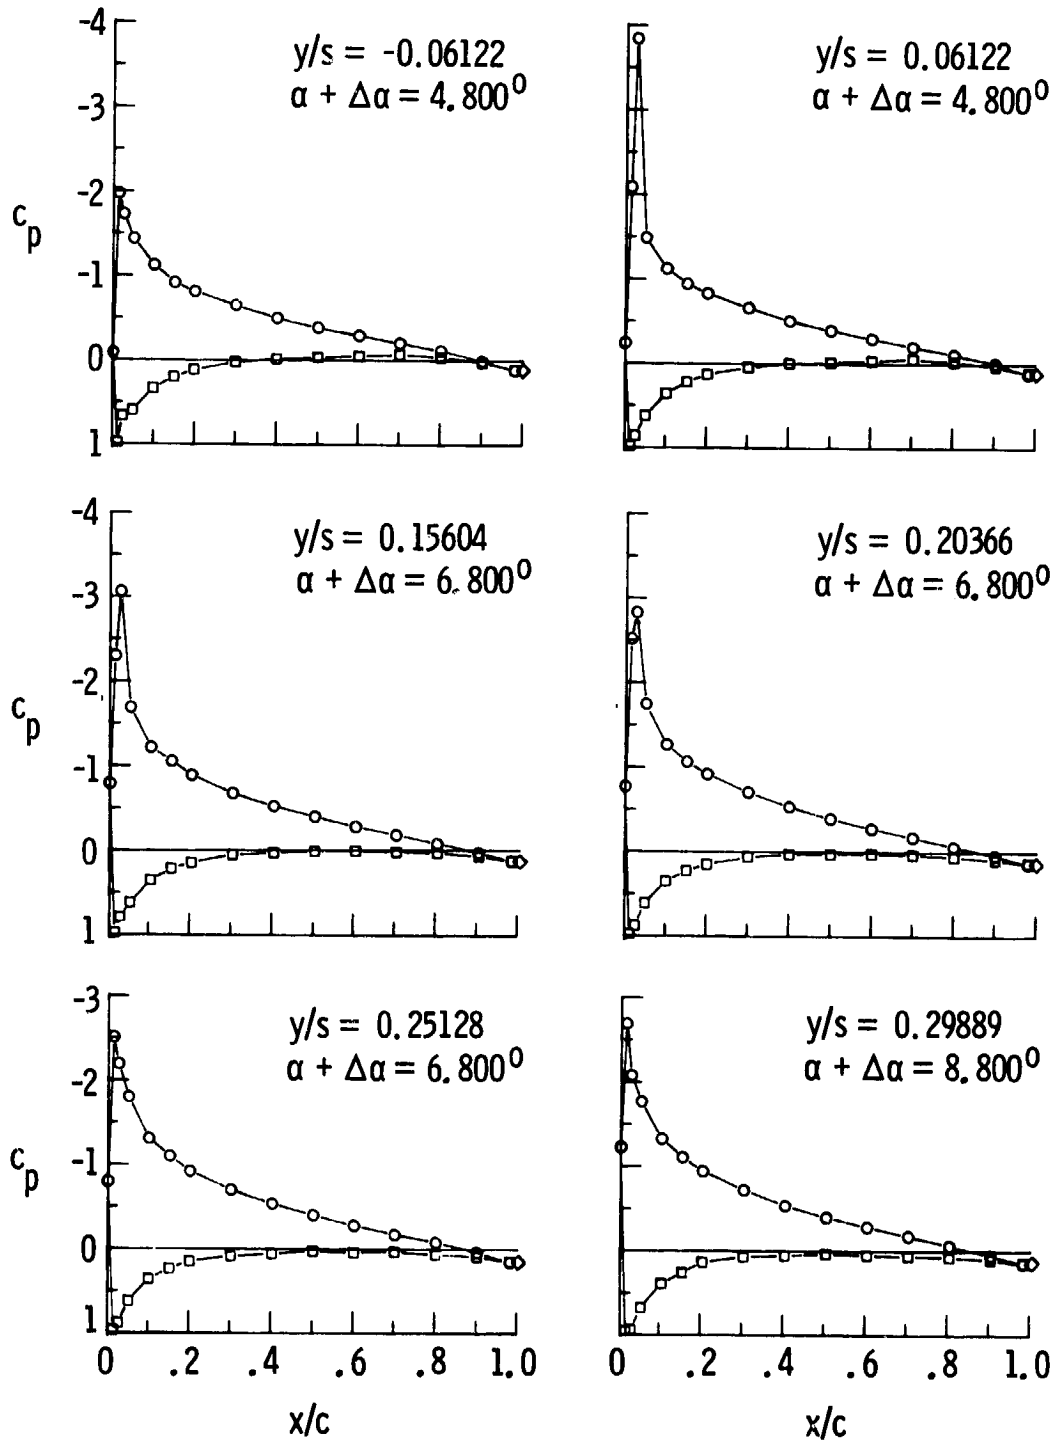 -4
-3
-2
-1
0
1
c_p
y/s = -0.06122
α + Δα = 4.800⁰
y/s = 0.06122
α + Δα = 4.800⁰
-4
-3
-2
-1
0
1
c_p
y/s = 0.15604
α + Δα = 6.800⁰
y/s = 0.20366
α + Δα = 6.800⁰
-3
-2
-1
0
1
c_p
y/s = 0.25128
α + Δα = 6.800⁰
y/s = 0.29889
α + Δα = 8.800⁰
0 .2 .4 .6 .8 1.0
x/c
0 .2 .4 .6 .8 1.0
x/c